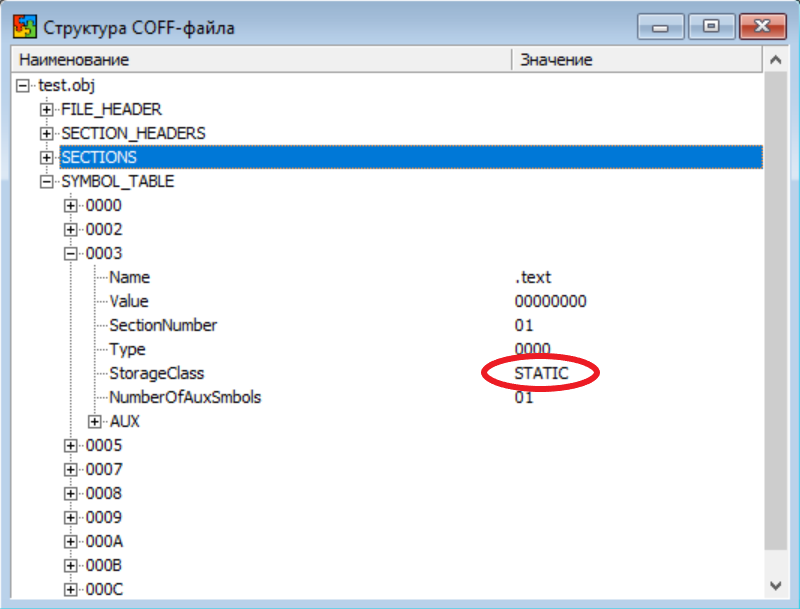 Структура COFF-файла
Наименование Значение
test.obj
FILE_HEADER
SECTION_HEADERS
SECTIONS
SYMBOL_TABLE
0000
0002
0003
Name .text
Value 00000000
SectionNumber 01
Type 0000
StorageClass STATIC
NumberOfAuxSmbols 01
AUX
0005
0007
0008
0009
000A
000B
000C